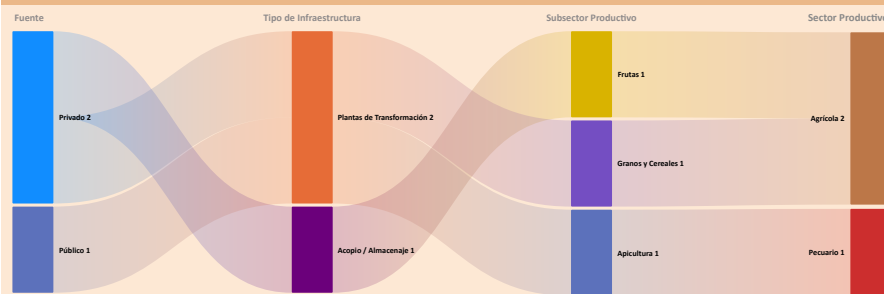 Fuente
Tipo de Infraestructura
Subsector Productivo
Sector Productivo
Privado 2
Público 1
Plantas de Transformación 2
Acopio / Almacenaje 1
Frutas 1
Granos y Cereales 1
Apicultura 1
Agrícola 2
Pecuario 1